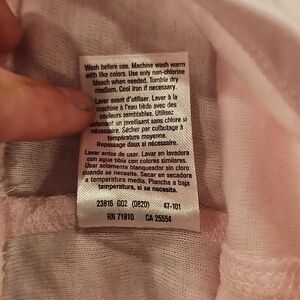 Wash before use. Machine wash warm
with like colors. Use only non-chlorine
bleach when needed. Tumble dry
medium. Cool iron if necessary.
Laver avant d'utiliser. Laver à la
machine à l'eau tiède avec des
couleurs semblables. Utilisez
seulement un javellisant sans chlore si
nécessaire. Sécher par culbutage à
température moyenne.
Repassage doux si nécessaire.
Lavar antes de usar. Lavar en lavadora
con agua tibia con colores similares.
Usar solamente blanqueador sin cloro
cuando sea necesario. Secar en secadora
a temperatura media. Plancha a baja
temperatura, si se necesita.
23816 G02 (0820) 47-101
RN 71810 CA 25554